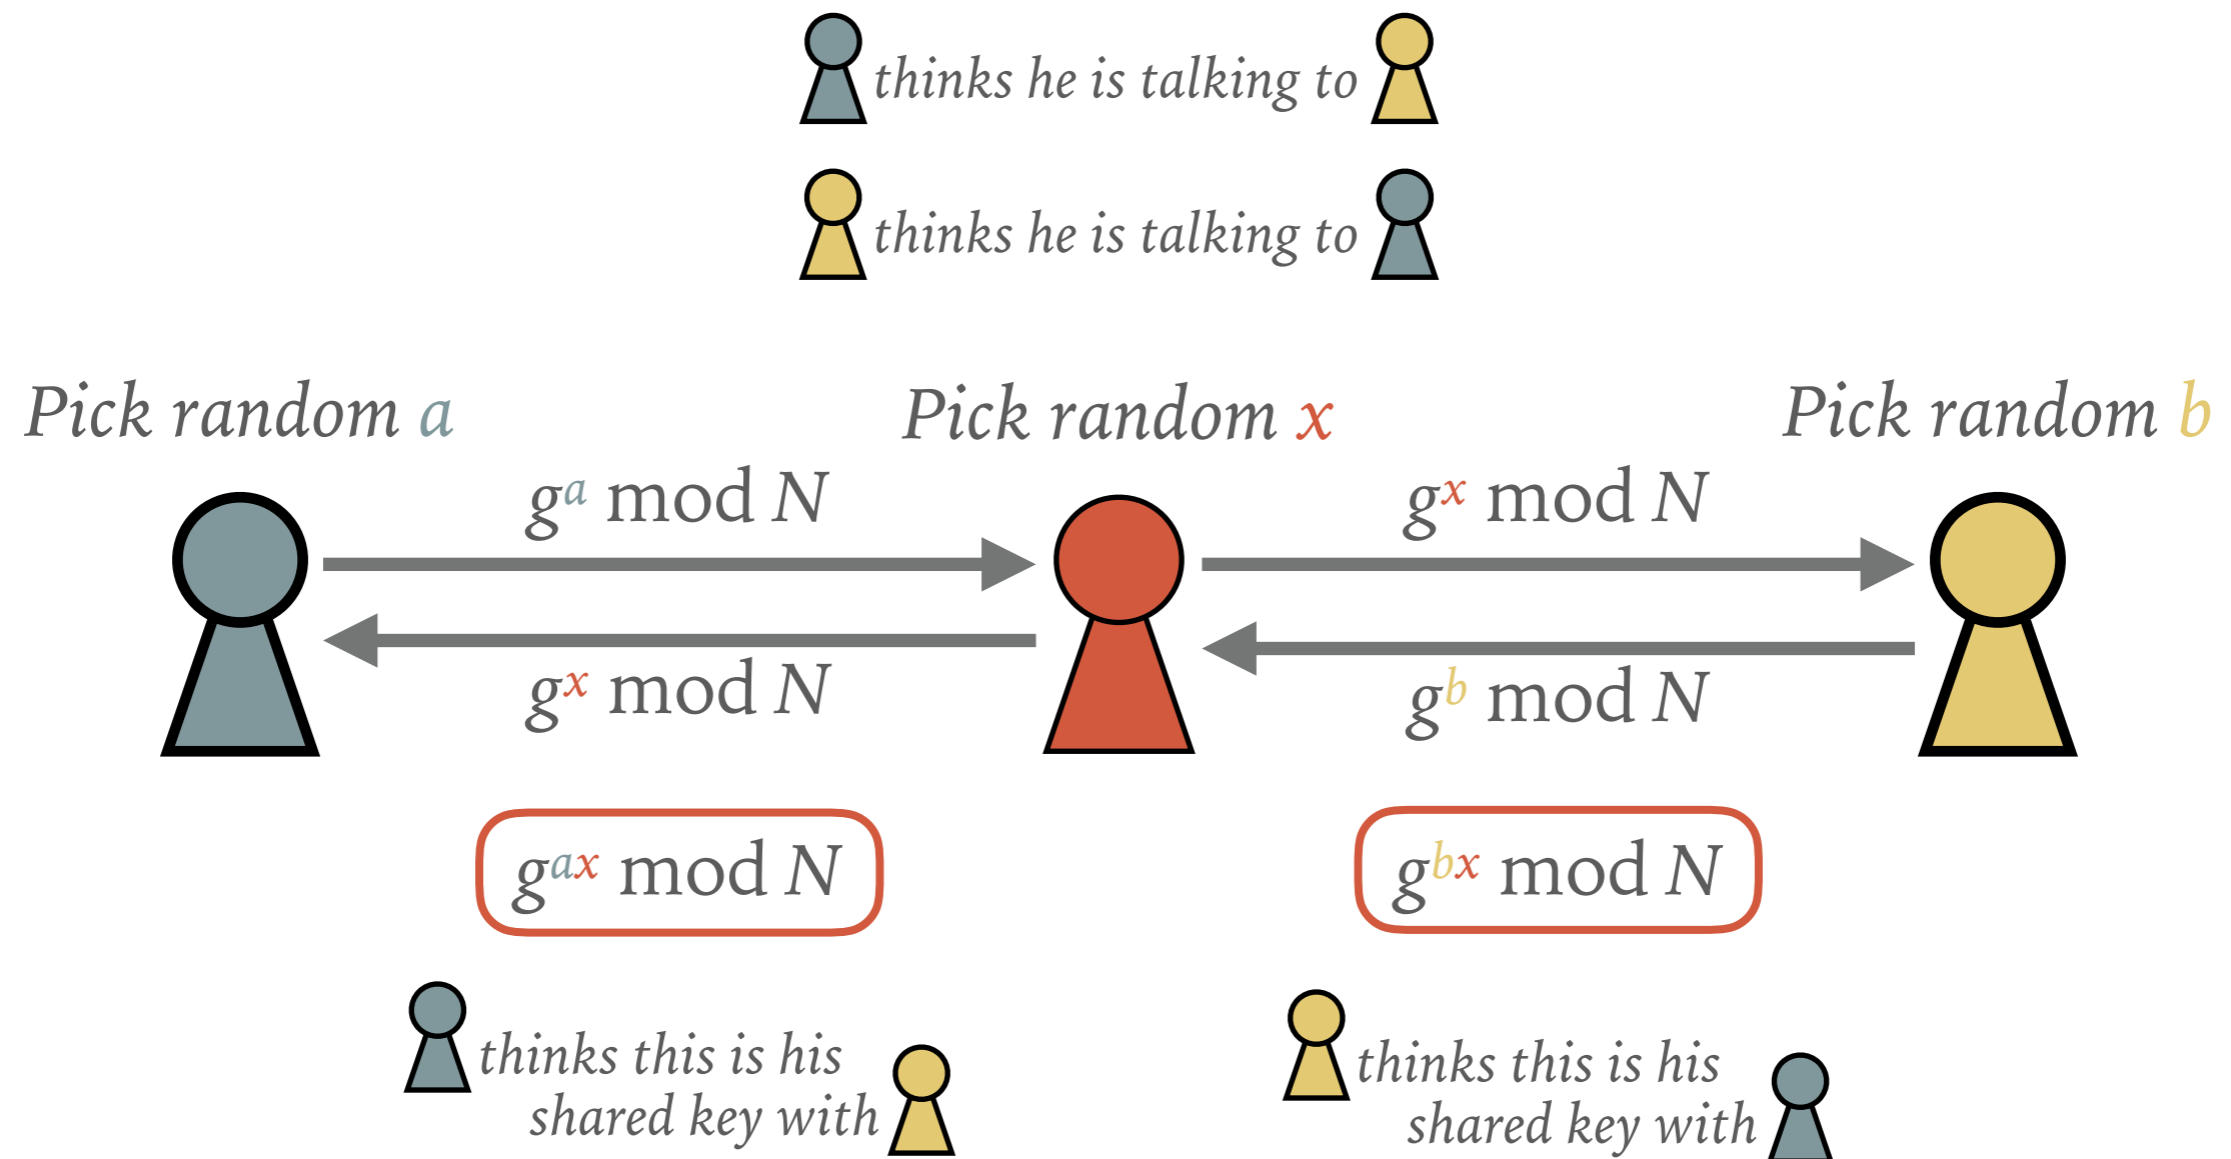 thinks he is talking to
thinks he is talking to
Pick random a
Pick random x
Pick random b
gᵃ mod N
gˣ mod N
gˣ mod N
gᵇ mod N
gᵃˣ mod N
gᵇˣ mod N
thinks this is his
shared key with
thinks this is his
shared key with